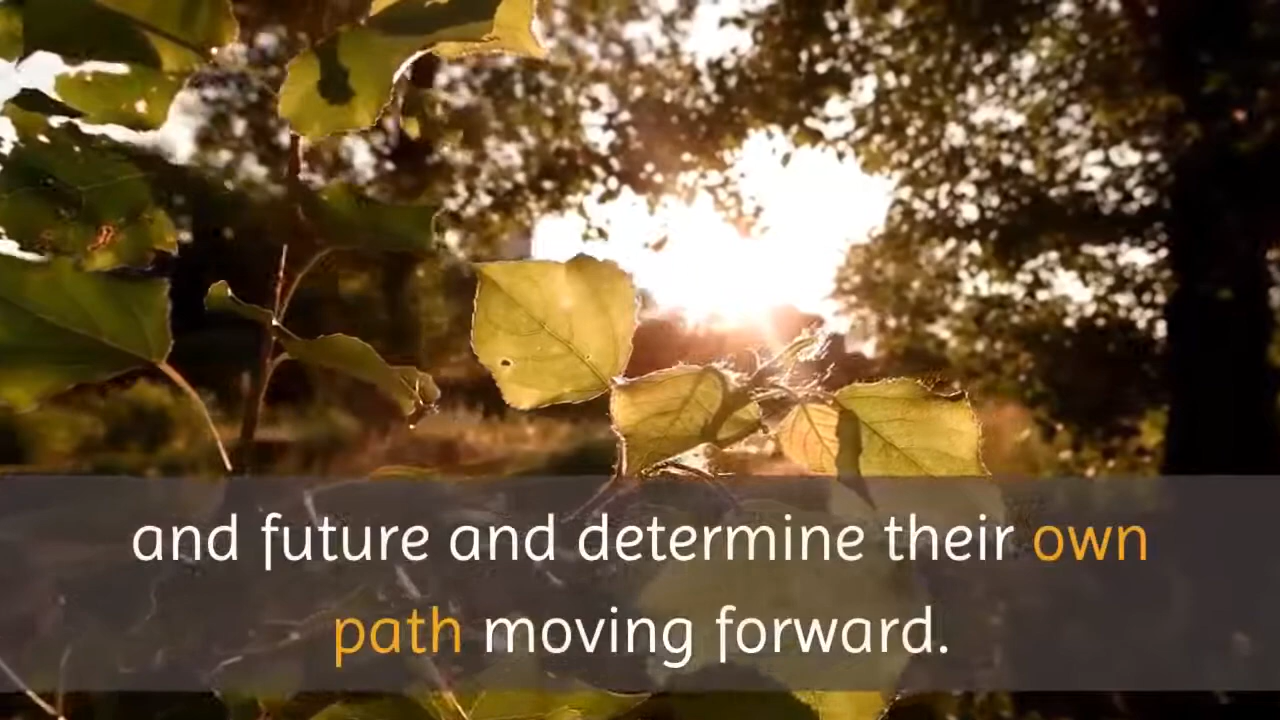 and future and determine their own
path moving forward.